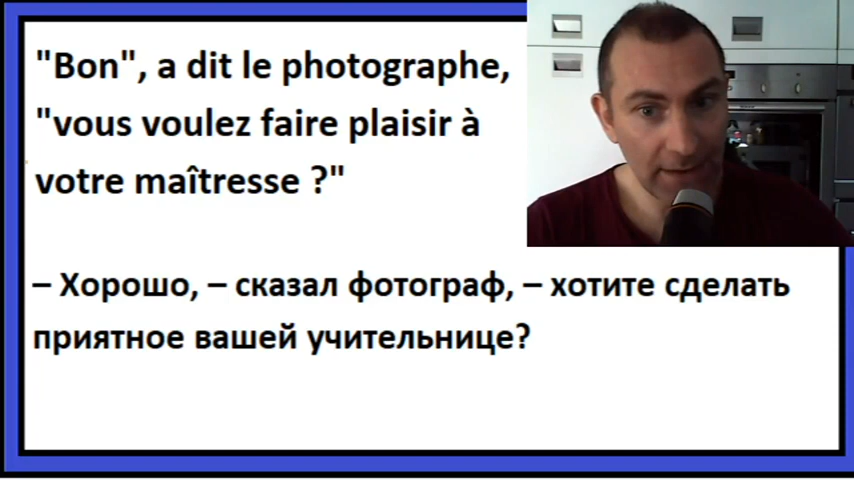 "Bon", a dit le photographe,
"vous voulez faire plaisir à
votre maîtresse ?"
– Хорошо, – сказал фотограф, – хотите сделать
приятное вашей учительнице?